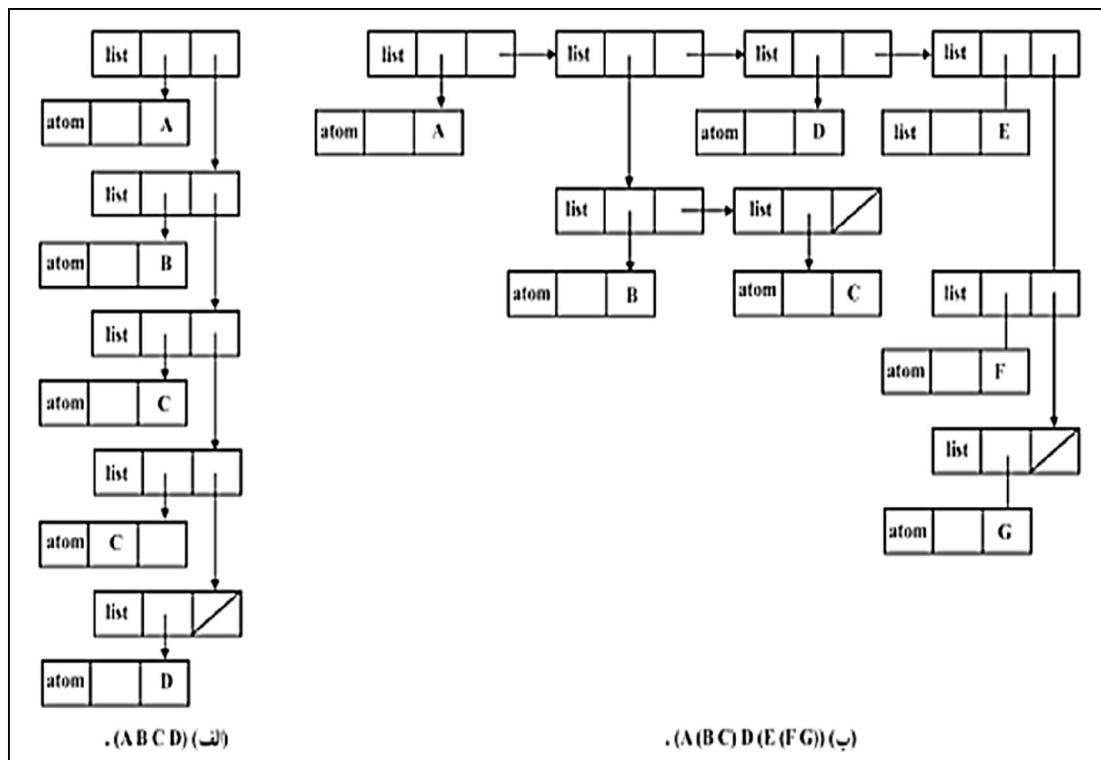 list
list
list
list
list
atom A
atom A
atom D
list E
list
atom B
list
list
atom B
atom C
list
list
atom C
atom F
list
list
atom C
atom G
list
atom D
(الف) (A B C D) .
(ب) (A (B C) D (E (F G)) .